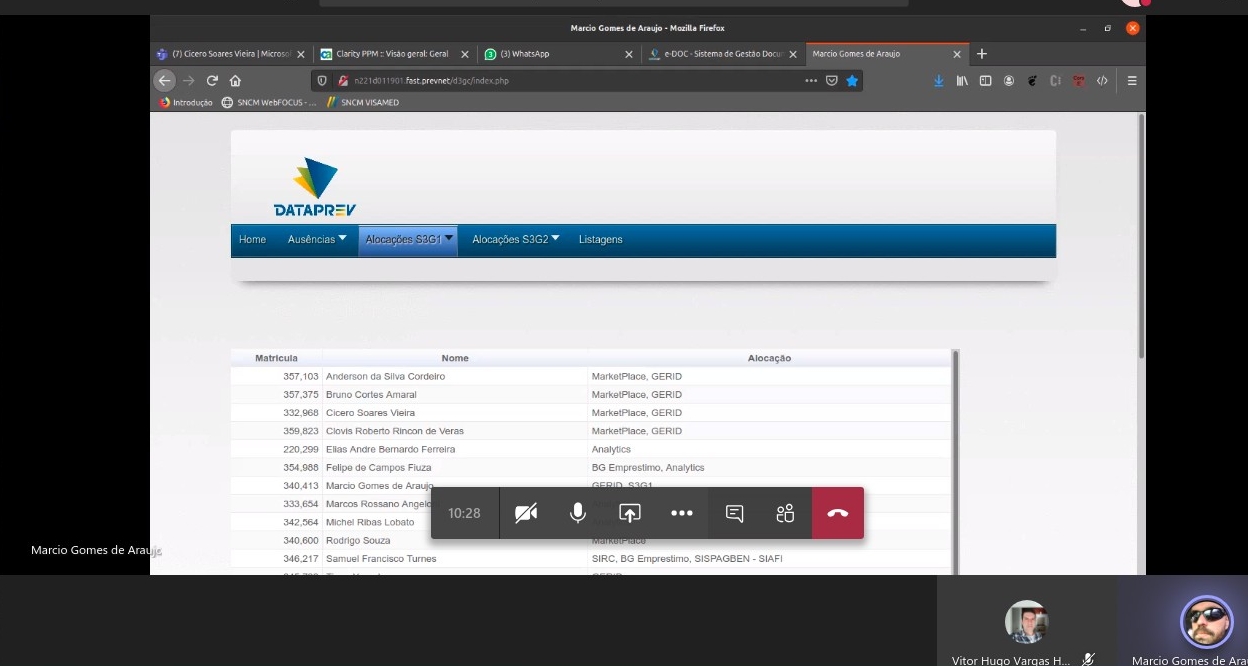 Marcio Gomes de Araujo - Mozilla Firefox
(7) Cicero Soares Vieira | Microsof
Clarity PPM :: Visão geral: Geral
(3) WhatsApp
e-DOC - Sistema de Gestão Docu
Marcio Gomes de Araujo
n221d011901.fast.prevnet/d3gc/index.php
Introdução SNCM WebFOCUS - ... SNCM VISAMED
DATAPREV
Home Ausências Alocações S3G1 Alocações S3G2 Listagens
Matricula Nome Alocação
357,103 Anderson da Silva Cordeiro MarketPlace, GERID
357,375 Bruno Cortes Amaral MarketPlace, GERID
332,968 Cicero Soares Vieira MarketPlace, GERID
359,823 Clovis Roberto Rincon de Veras MarketPlace, GERID
220,299 Elias Andre Bernardo Ferreira Analytics
354,988 Felipe de Campos Fiuza BG Emprestimo, Analytics
340,413 Marcio Gomes de Araujo GERID, S3G1
333,654 Marcos Rossano Angelo
342,564 Michel Ribas Lobato
340,600 Rodrigo Souza MarketPlace
346,217 Samuel Francisco Turnes SIRC, BG Emprestimo, SISPAGBEN - SIAFI
10:28
Marcio Gomes de Araujo
Vitor Hugo Vargas H...
Marcio Gomes de Arau